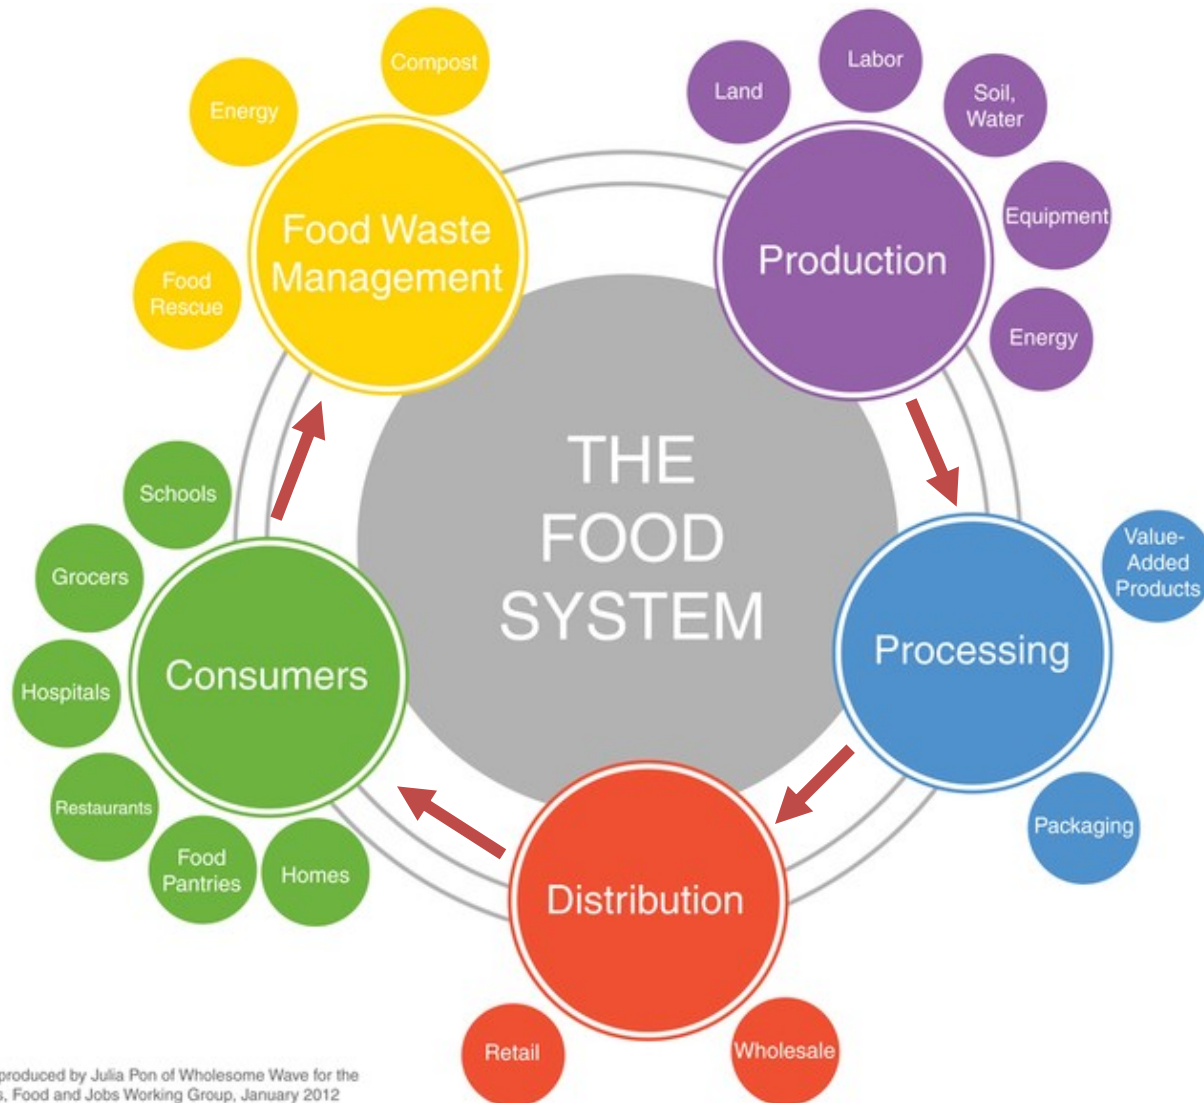 THE
FOOD
SYSTEM
Production
Land
Labor
Soil,
Water
Equipment
Energy
Processing
Value-
Added
Products
Packaging
Distribution
Wholesale
Retail
Consumers
Homes
Food
Pantries
Restaurants
Hospitals
Grocers
Schools
Food Waste
Management
Food
Rescue
Energy
Compost
produced by Julia Pon of Wholesome Wave for the
Food and Jobs Working Group, January 2012